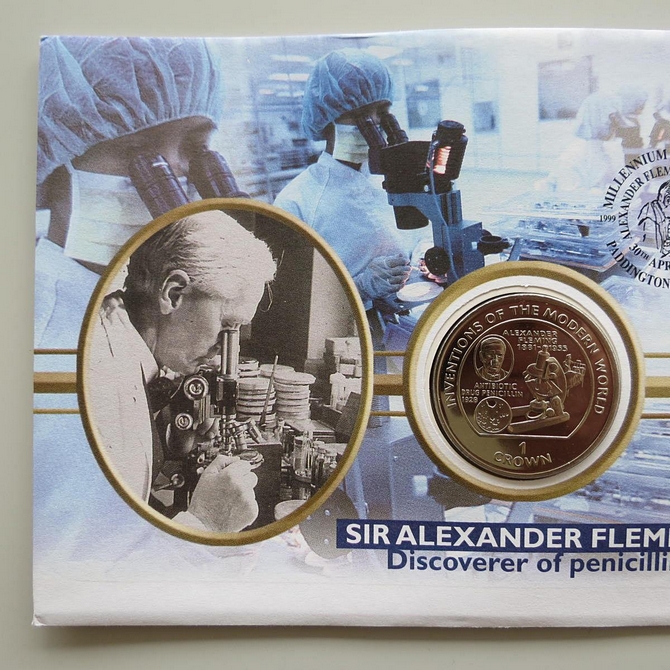 MILLENNIUM
ALEXANDER FLEM
1999
30TH APR
PADDINGTON
INVENTIONS OF THE MODERN WORLD
ALEXANDER
FLEMING
1881-1955
ANTIBIOTIC
DRUG PENICILLIN
1928
1
CROWN
SIR ALEXANDER FLEM
Discoverer of penicilli